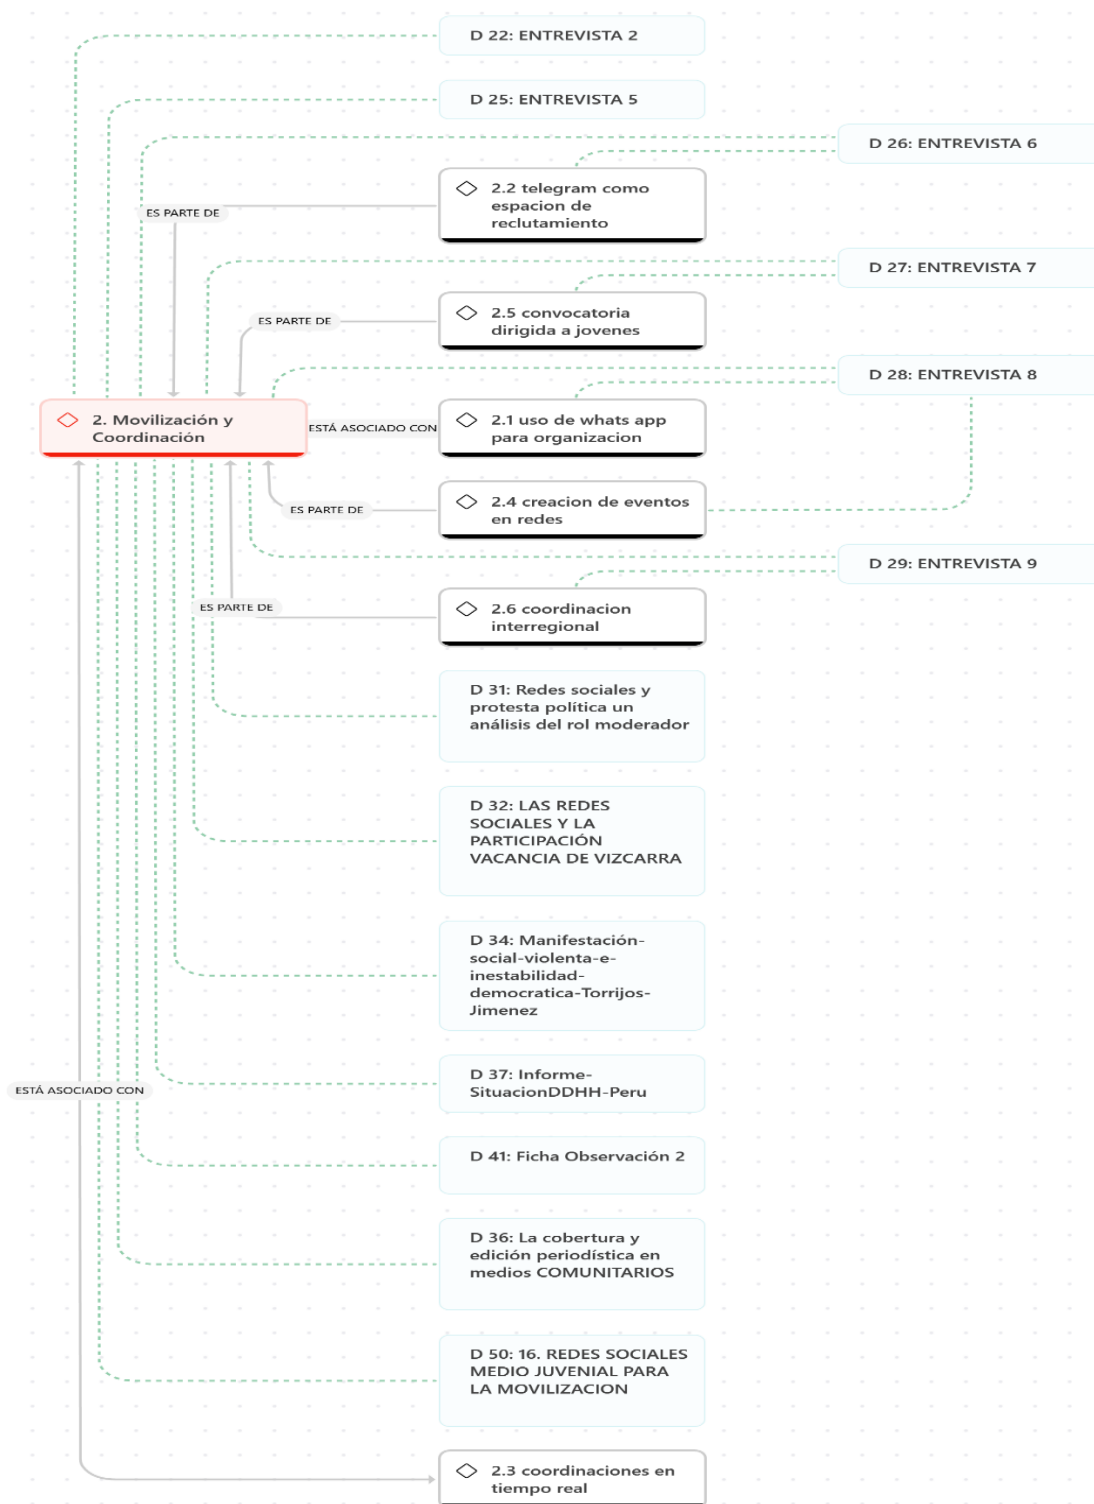 D 22: ENTREVISTA 2
D 25: ENTREVISTA 5
D 26: ENTREVISTA 6
2.2 telegram como
espacion de
reclutamiento
ES PARTE DE
D 27: ENTREVISTA 7
2.5 convocatoria
dirigida a jovenes
ES PARTE DE
D 28: ENTREVISTA 8
2. Movilización y
Coordinación
ESTÁ ASOCIADO CON
2.1 uso de whats app
para organizacion
2.4 creacion de eventos
en redes
ES PARTE DE
D 29: ENTREVISTA 9
ES PARTE DE
2.6 coordinacion
interregional
D 31: Redes sociales y
protesta política un
análisis del rol moderador
D 32: LAS REDES
SOCIALES Y LA
PARTICIPACIÓN
VACANCIA DE VIZCARRA
D 34: Manifestación-
social-violenta-e-
inestabilidad-
democratica-Torrijos-
Jimenez
D 37: Informe-
SituacionDDHH-Peru
ESTÁ ASOCIADO CON
D 41: Ficha Observación 2
D 36: La cobertura y
edición periodística en
medios COMUNITARIOS
D 50: 16. REDES SOCIALES
MEDIO JUVENIAL PARA
LA MOVILIZACION
2.3 coordinaciones en
tiempo real